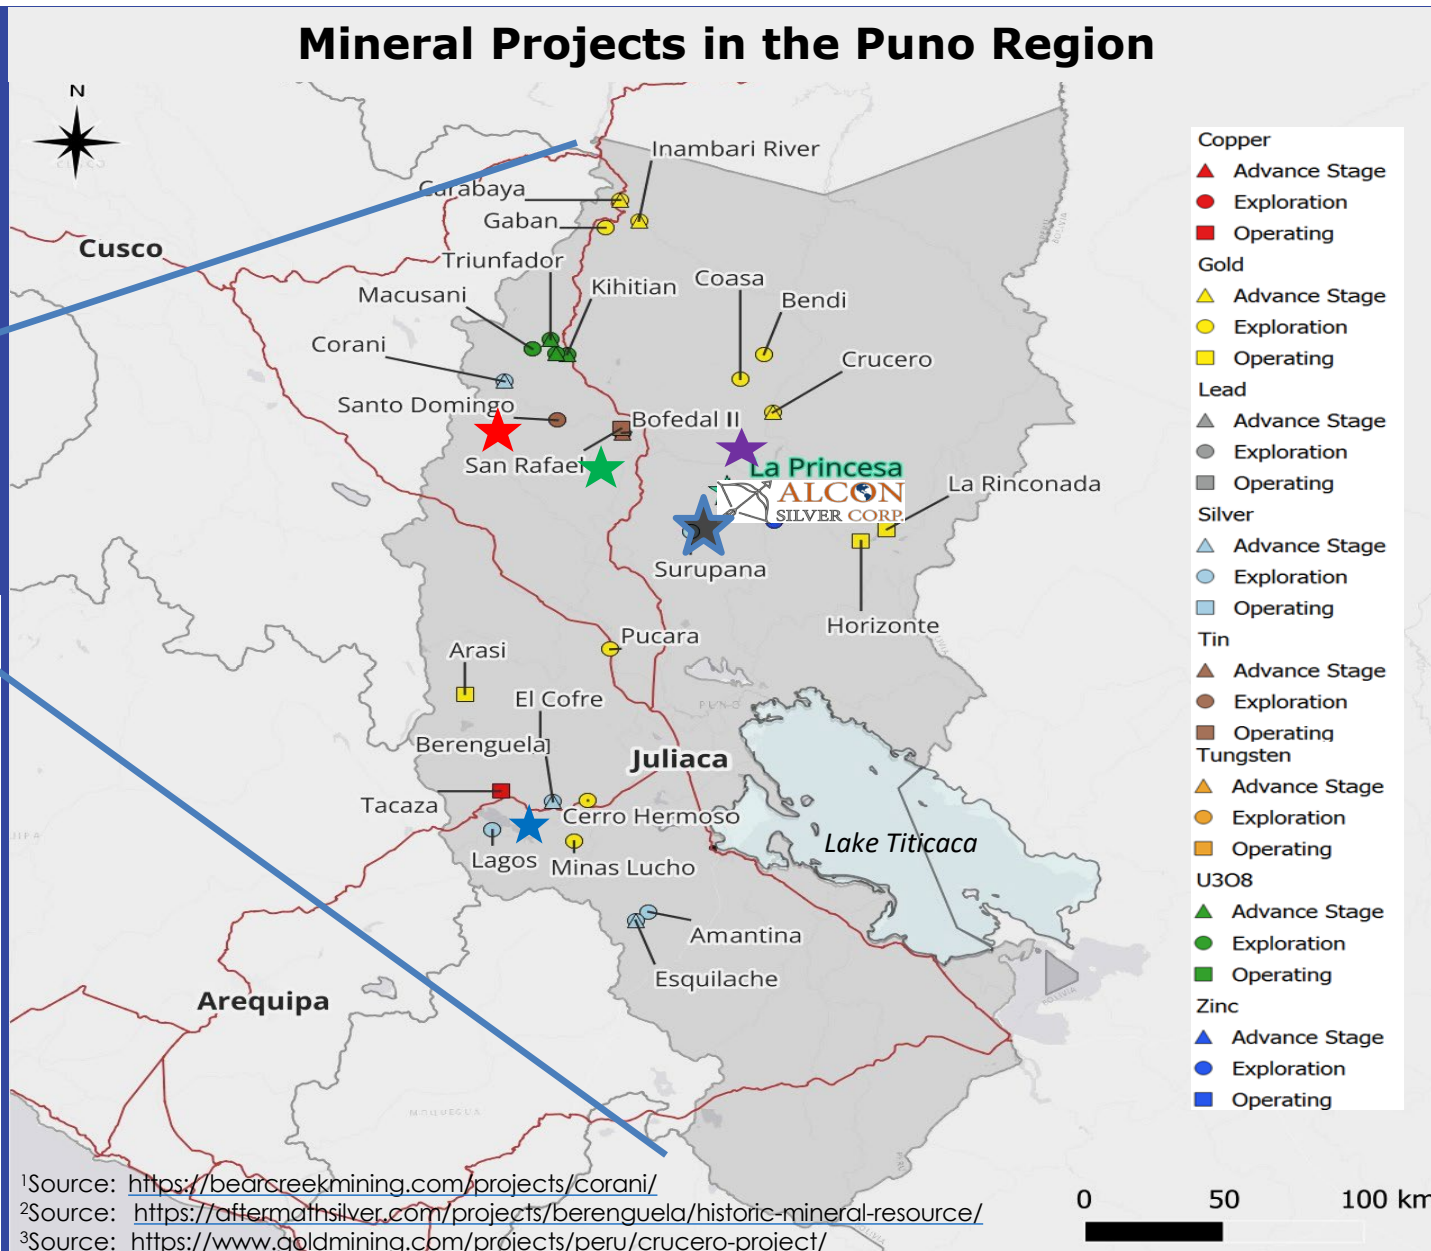 Mineral Projects in the Puno Region
N
Inambari River
Carabaya
Gaban
Cusco
Triunfador
Kihitian
Coasa
Macusani
Bendi
Corani
Crucero
Santo Domingo
Bofedal II
San Rafael
La Princesa
ALCON
SILVER CORP.
La Rinconada
Surupana
Horizonte
Pucara
Arasi
El Cofre
PUNO
Berenguela
Juliaca
Tacaza
Cerro Hermoso
Lake Titicaca
Lagos
Minas Lucho
Amantina
Esquilache
Arequipa
BOLIVIA
MOQUEGUA
Copper
Advance Stage
Exploration
Operating
Gold
Advance Stage
Exploration
Operating
Lead
Advance Stage
Exploration
Operating
Silver
Advance Stage
Exploration
Operating
Tin
Advance Stage
Exploration
Operating
Tungsten
Advance Stage
Exploration
Operating
U3O8
Advance Stage
Exploration
Operating
Zinc
Advance Stage
Exploration
Operating
0 50 100 km
¹Source: https://bearcreekmining.com/projects/corani/
²Source: https://aftermathsilver.com/projects/berenguela/historic-mineral-resource/
³Source: https://www.goldmining.com/projects/peru/crucero-project/